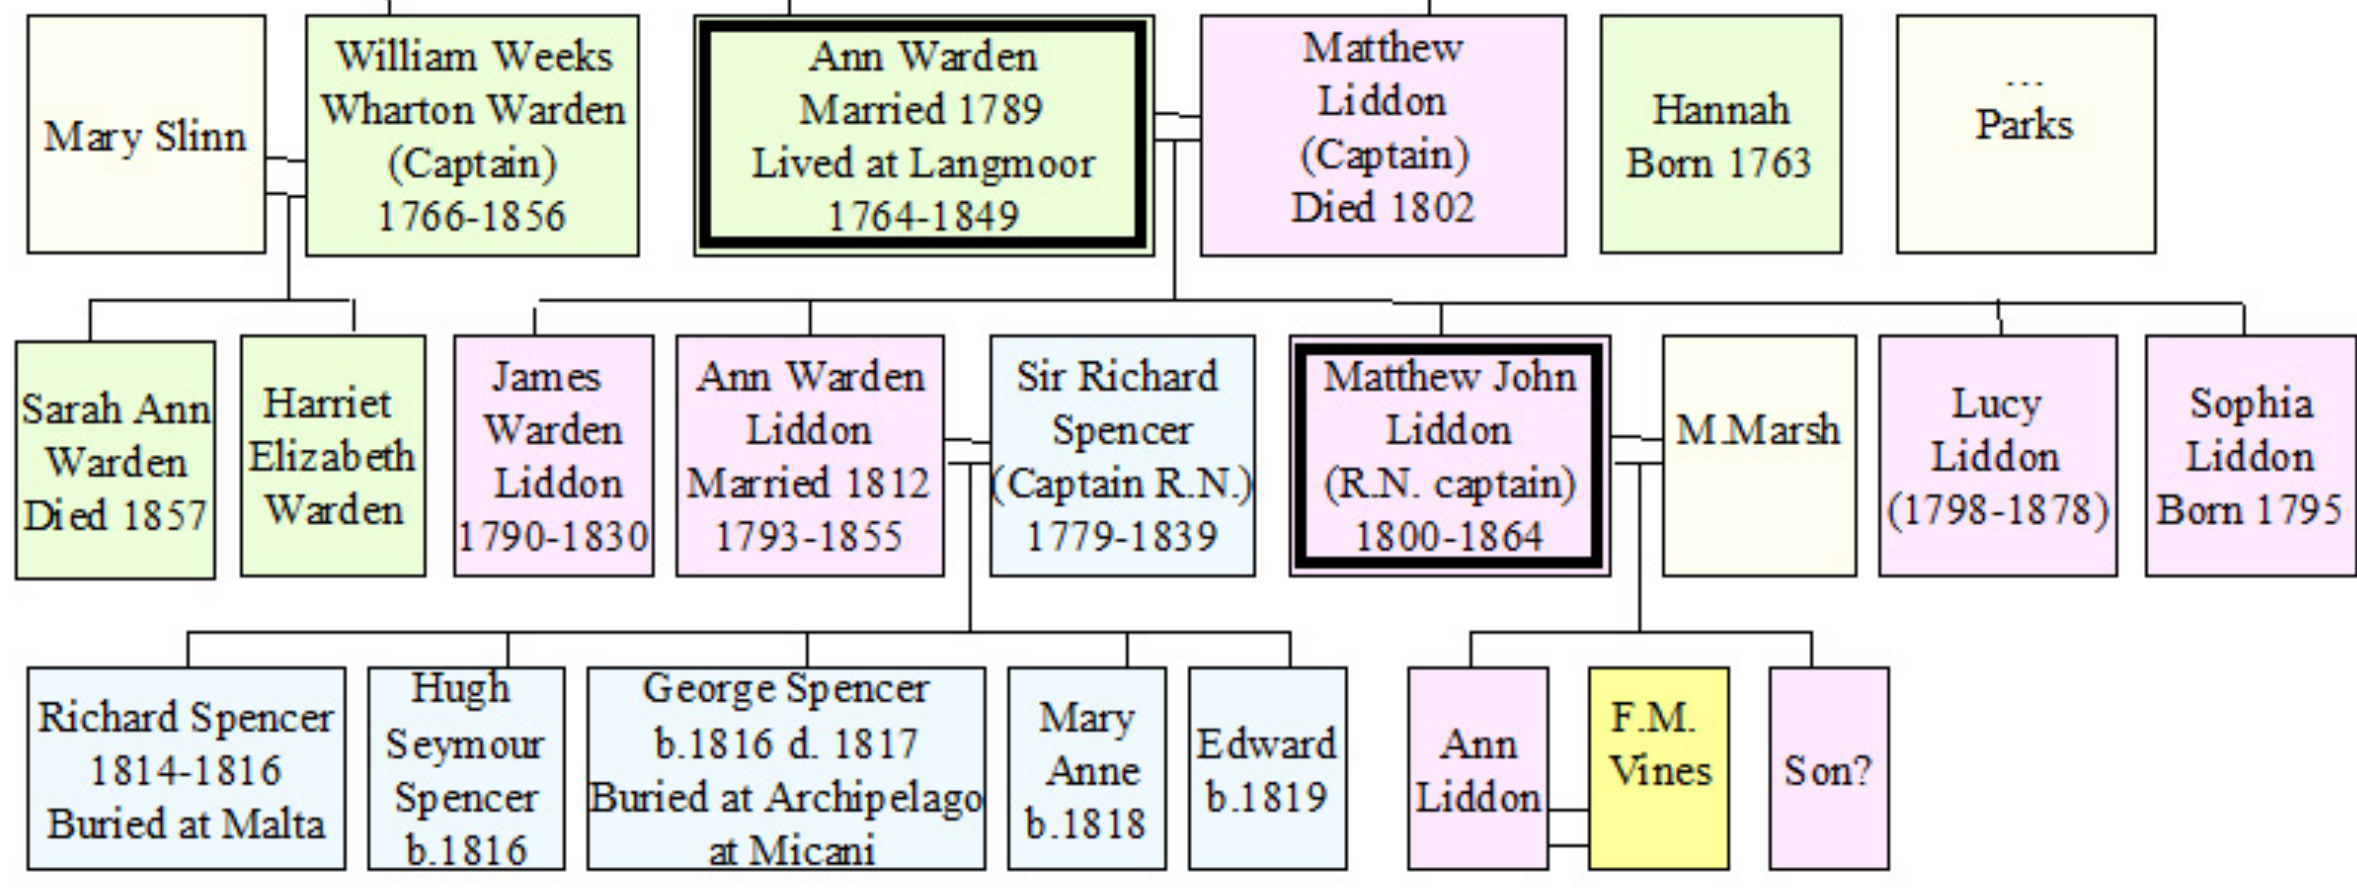 Mary Slinn
William Weeks
Wharton Warden
(Captain)
1766-1856
Ann Warden
Married 1789
Lived at Langmoor
1764-1849
Matthew
Liddon
(Captain)
Died 1802
Hannah
Born 1763
...
Parks
Sarah Ann
Warden
Died 1857
Harriet
Elizabeth
Warden
James
Warden
Liddon
1790-1830
Ann Warden
Liddon
Married 1812
1793-1855
Sir Richard
Spencer
(Captain R.N.)
1779-1839
Matthew John
Liddon
(R.N. captain)
1800-1864
M.Marsh
Lucy
Liddon
(1798-1878)
Sophia
Liddon
Born 1795
Richard Spencer
1814-1816
Buried at Malta
Hugh
Seymour
Spencer
b.1816
George Spencer
b.1816 d. 1817
Buried at Archipelago
at Micani
Mary
Anne
b.1818
Edward
b.1819
Ann
Liddon
F.M.
Vines
Son?